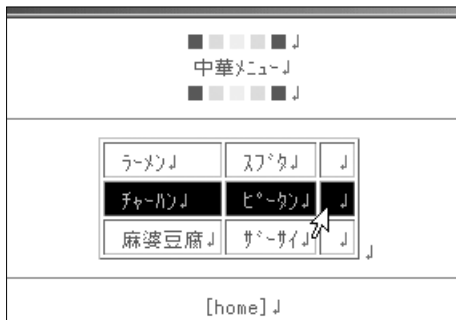 中華ﾒﾆｭｰ↲
ﾗｰﾒﾝ↲ ｽﾌﾞﾀ↲ ↲
ﾁｬｰﾊﾝ↲ ﾋﾟｰﾀﾝ↲ ↲
麻婆豆腐↲ ｻﾞｰｻｲ↲ ↲
[home]↲